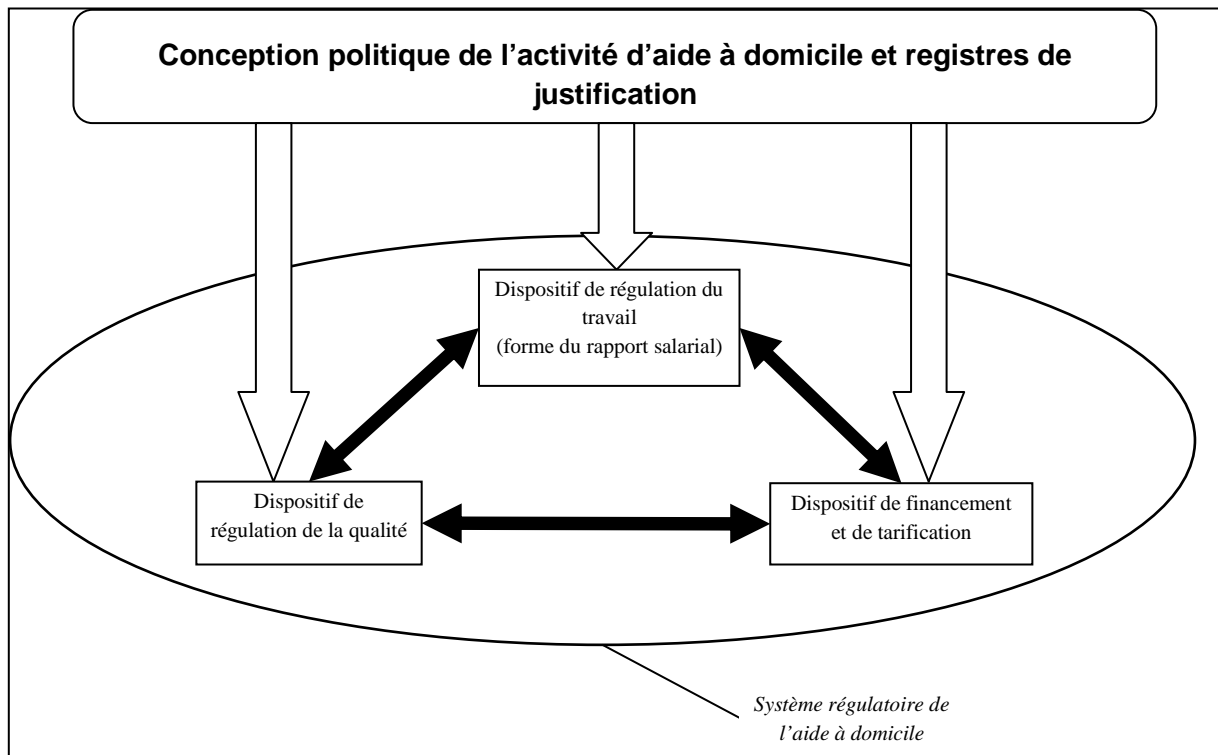 Conception politique de l’activité d’aide à domicile et registres de
justification
Dispositif de régulation du
travail
(forme du rapport salarial)
Dispositif de
régulation de la qualité
Dispositif de financement
et de tarification
Système régulatoire de
l’aide à domicile